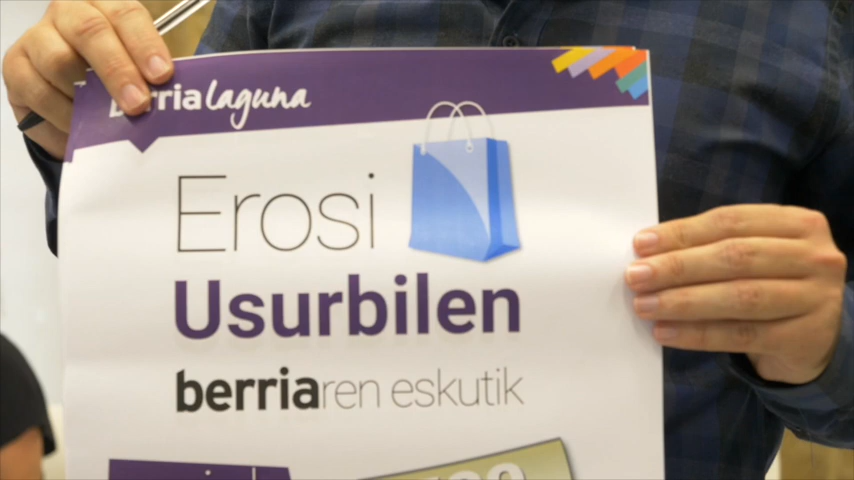 berrialaguna
Erosi
Usurbilen
berriaren eskutik